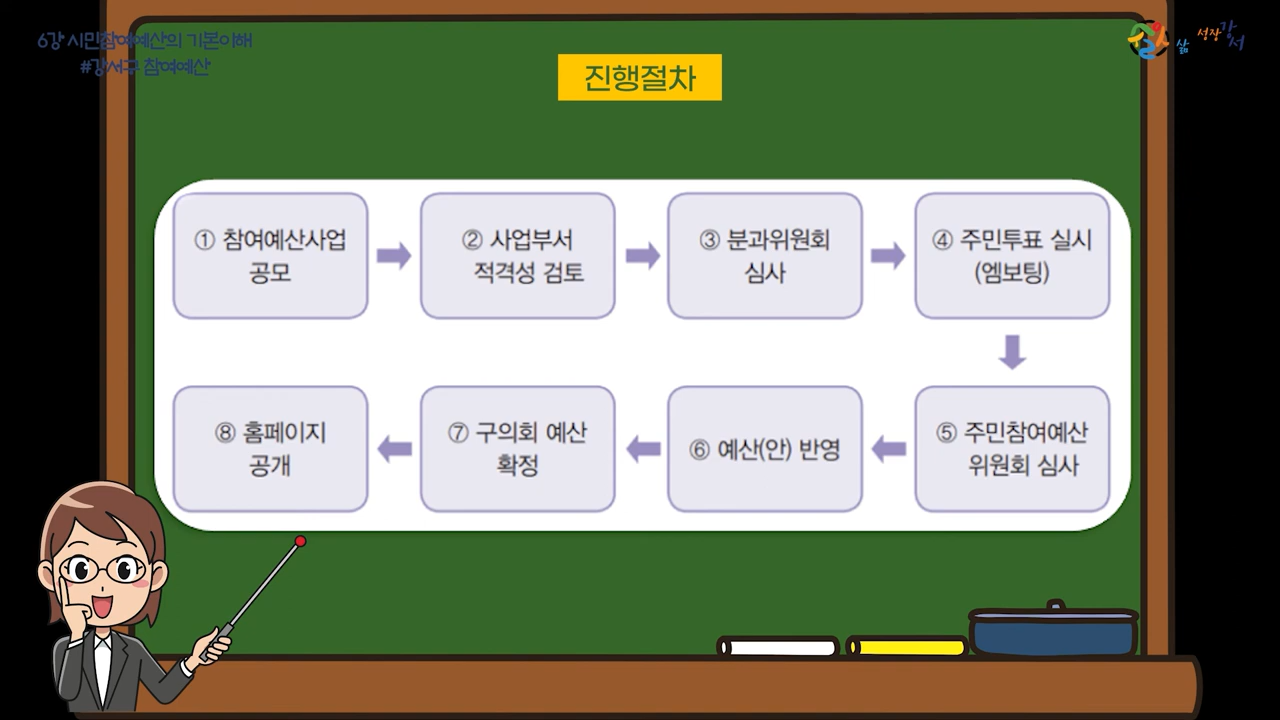 6강 시민참여예산의 기본이해
#강서구 참여예산
삶 성장강서
진행절차
① 참여예산사업
공모
② 사업부서
적격성 검토
③ 분과위원회
심사
④ 주민투표 실시
(엠보팅)
⑤ 주민참여예산
위원회 심사
⑥ 예산(안) 반영
⑦ 구의회 예산
확정
⑧ 홈페이지
공개